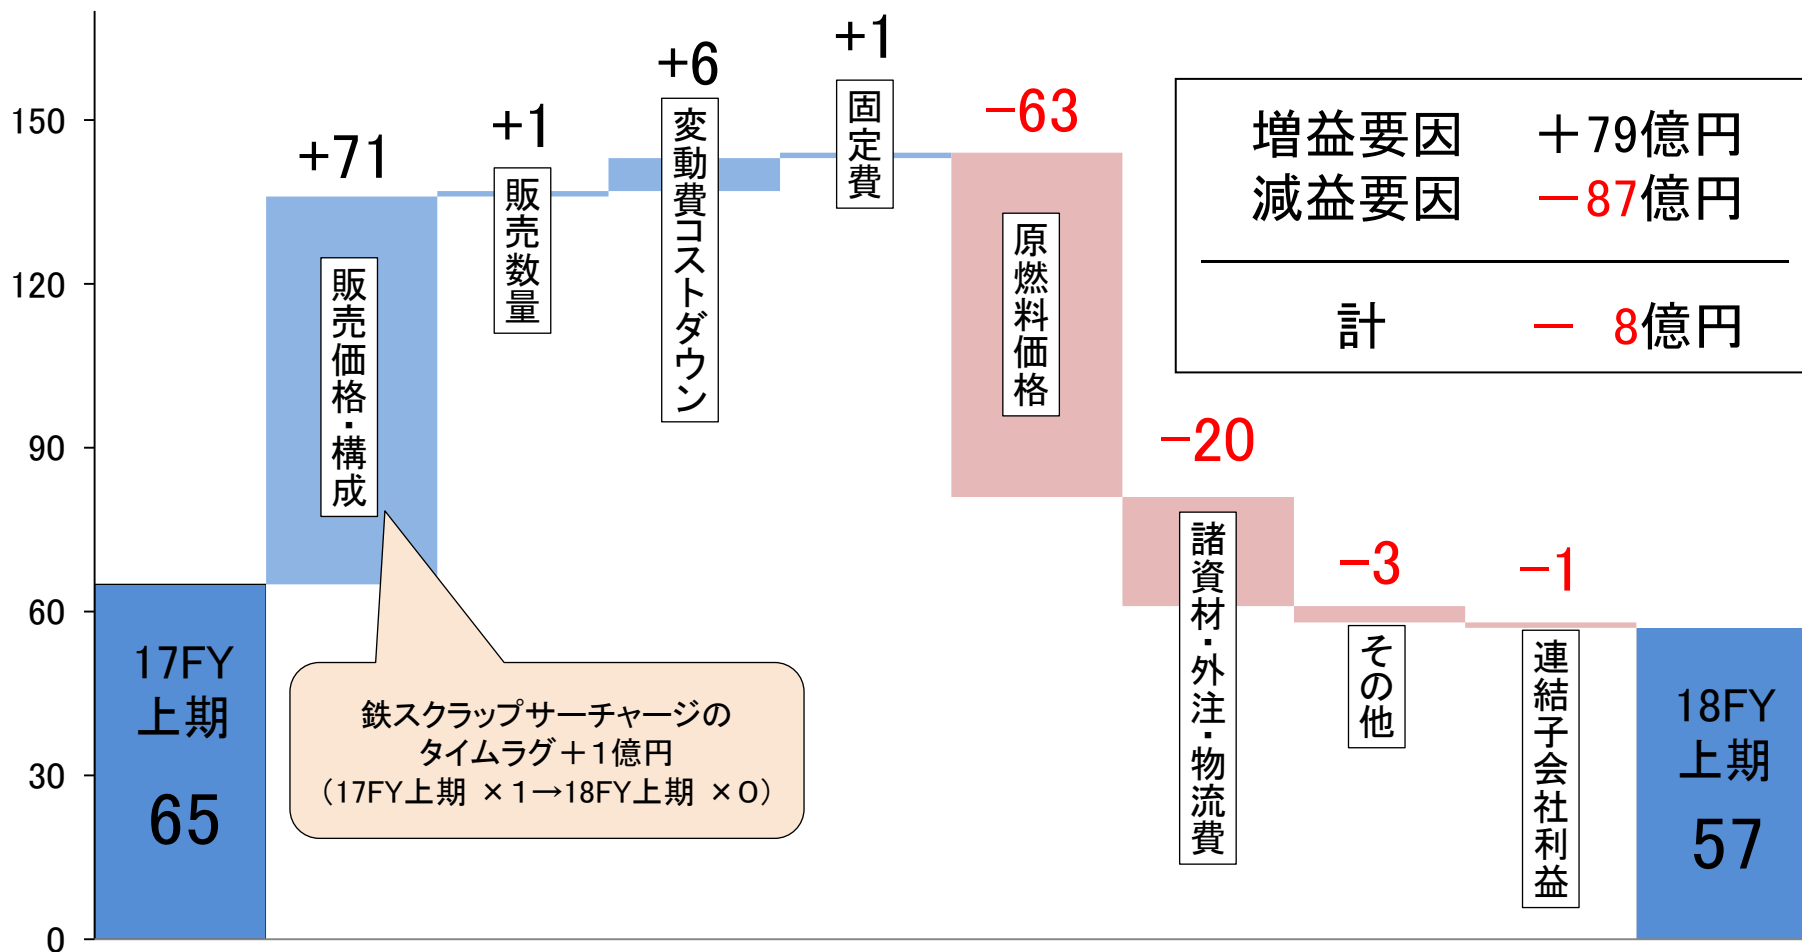 150
120
90
60
30
0
17FY
上期
65
+71
販売価格・構成
+1
販売数量
+6
変動費コストダウン
+1
固定費
−63
原燃料価格
−20
諸資材・外注・物流費
−3
その他
−1
連結子会社利益
18FY
上期
57
鉄スクラップサーチャージの
タイムラグ＋１億円
（17FY上期 ×１→18FY上期 ×０）
増益要因 ＋79億円
減益要因 −87億円
計 − 8億円